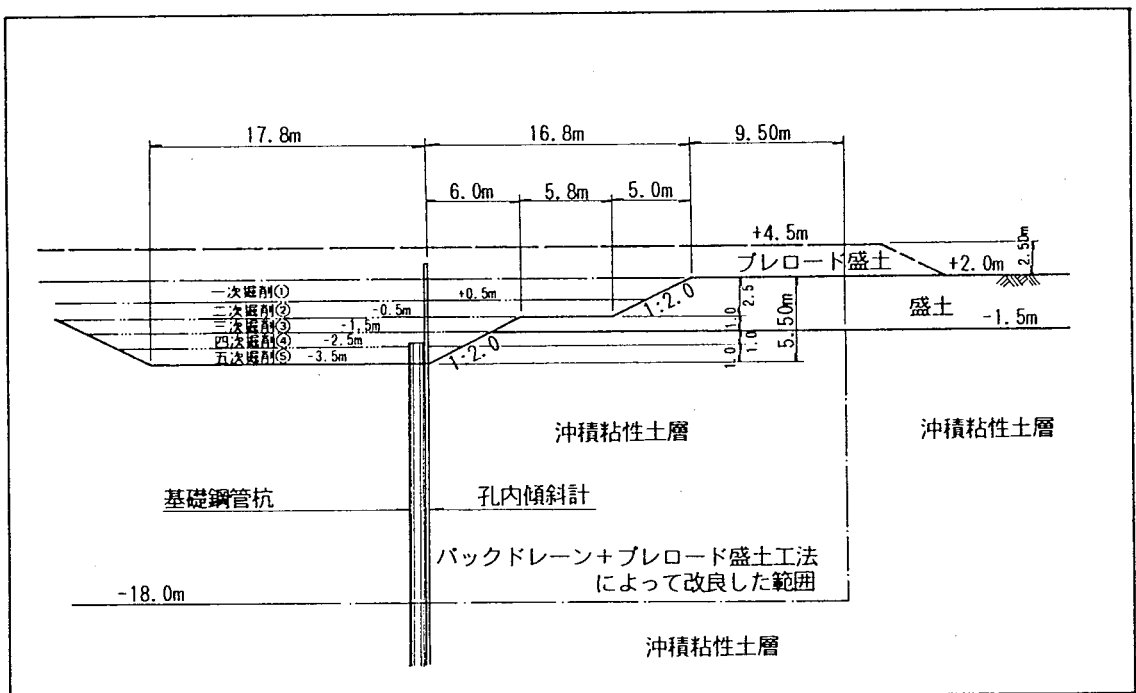 17.8m
16.8m
9.50m
6.0m
5.8m
5.0m
+4.5m
プレロード盛土
+2.0m
2.50m
一次掘削①
+0.5m
二次掘削②
-0.5m
三次掘削③
-1.5m
四次掘削④
-2.5m
五次掘削⑤
-3.5m
1:2.0
1:2.0
2.5
1.0
1.0
1.0
5.50m
盛土
-1.5m
沖積粘性土層
沖積粘性土層
基礎鋼管杭
孔内傾斜計
パックドレーン+プレロード盛土工法
によって改良した範囲
-18.0m
沖積粘性土層